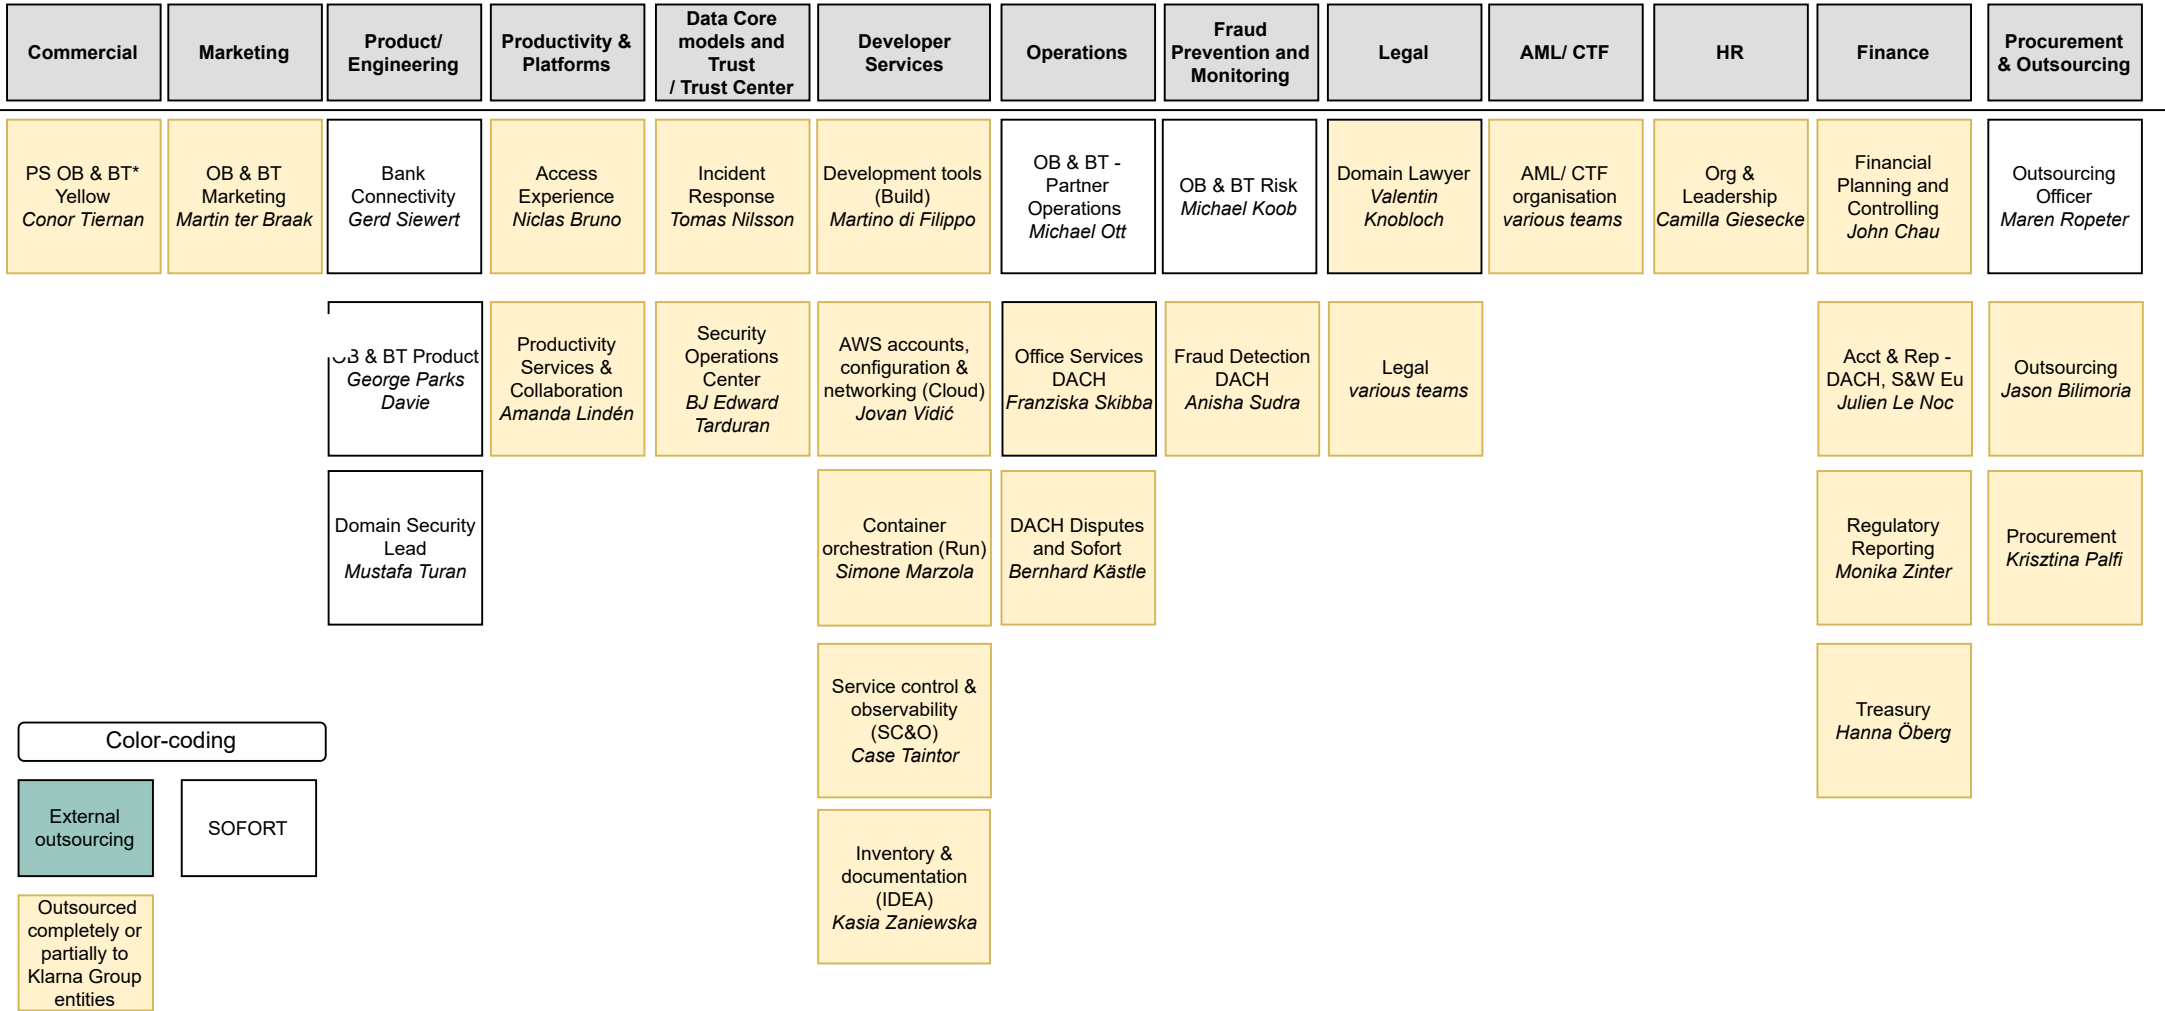 Commercial
Marketing
Product/
Engineering
Productivity &
Platforms
Data Core
models and
Trust
/ Trust Center
Developer
Services
Operations
Fraud
Prevention and
Monitoring
Legal
AML/ CTF
HR
Finance
Procurement
& Outsourcing
PS OB & BT*
Yellow
Conor Tiernan
OB & BT
Marketing
Martin ter Braak
Bank
Connectivity
Gerd Siewert
Access
Experience
Niclas Bruno
Incident
Response
Tomas Nilsson
Development tools
(Build)
Martino di Filippo
OB & BT -
Partner
Operations
Michael Ott
OB & BT Risk
Michael Koob
Domain Lawyer
Valentin
Knobloch
AML/ CTF
organisation
various teams
Org &
Leadership
Camilla Giesecke
Financial
Planning and
Controlling
John Chau
Outsourcing
Officer
Maren Ropeter
OB & BT Product
George Parks
Davie
Productivity
Services &
Collaboration
Amanda Lindén
Security
Operations
Center
BJ Edward
Tarduran
AWS accounts,
configuration &
networking (Cloud)
Jovan Vidić
Office Services
DACH
Franziska Skibba
Fraud Detection
DACH
Anisha Sudra
Legal
various teams
Acct & Rep -
DACH, S&W Eu
Julien Le Noc
Outsourcing
Jason Bilimoria
Domain Security
Lead
Mustafa Turan
Container
orchestration (Run)
Simone Marzola
DACH Disputes
and Sofort
Bernhard Kästle
Regulatory
Reporting
Monika Zinter
Procurement
Krisztina Palfi
Service control &
observability
(SC&O)
Case Taintor
Treasury
Hanna Öberg
Inventory &
documentation
(IDEA)
Kasia Zaniewska
Color-coding
External
outsourcing
SOFORT
Outsourced
completely or
partially to
Klarna Group
entities